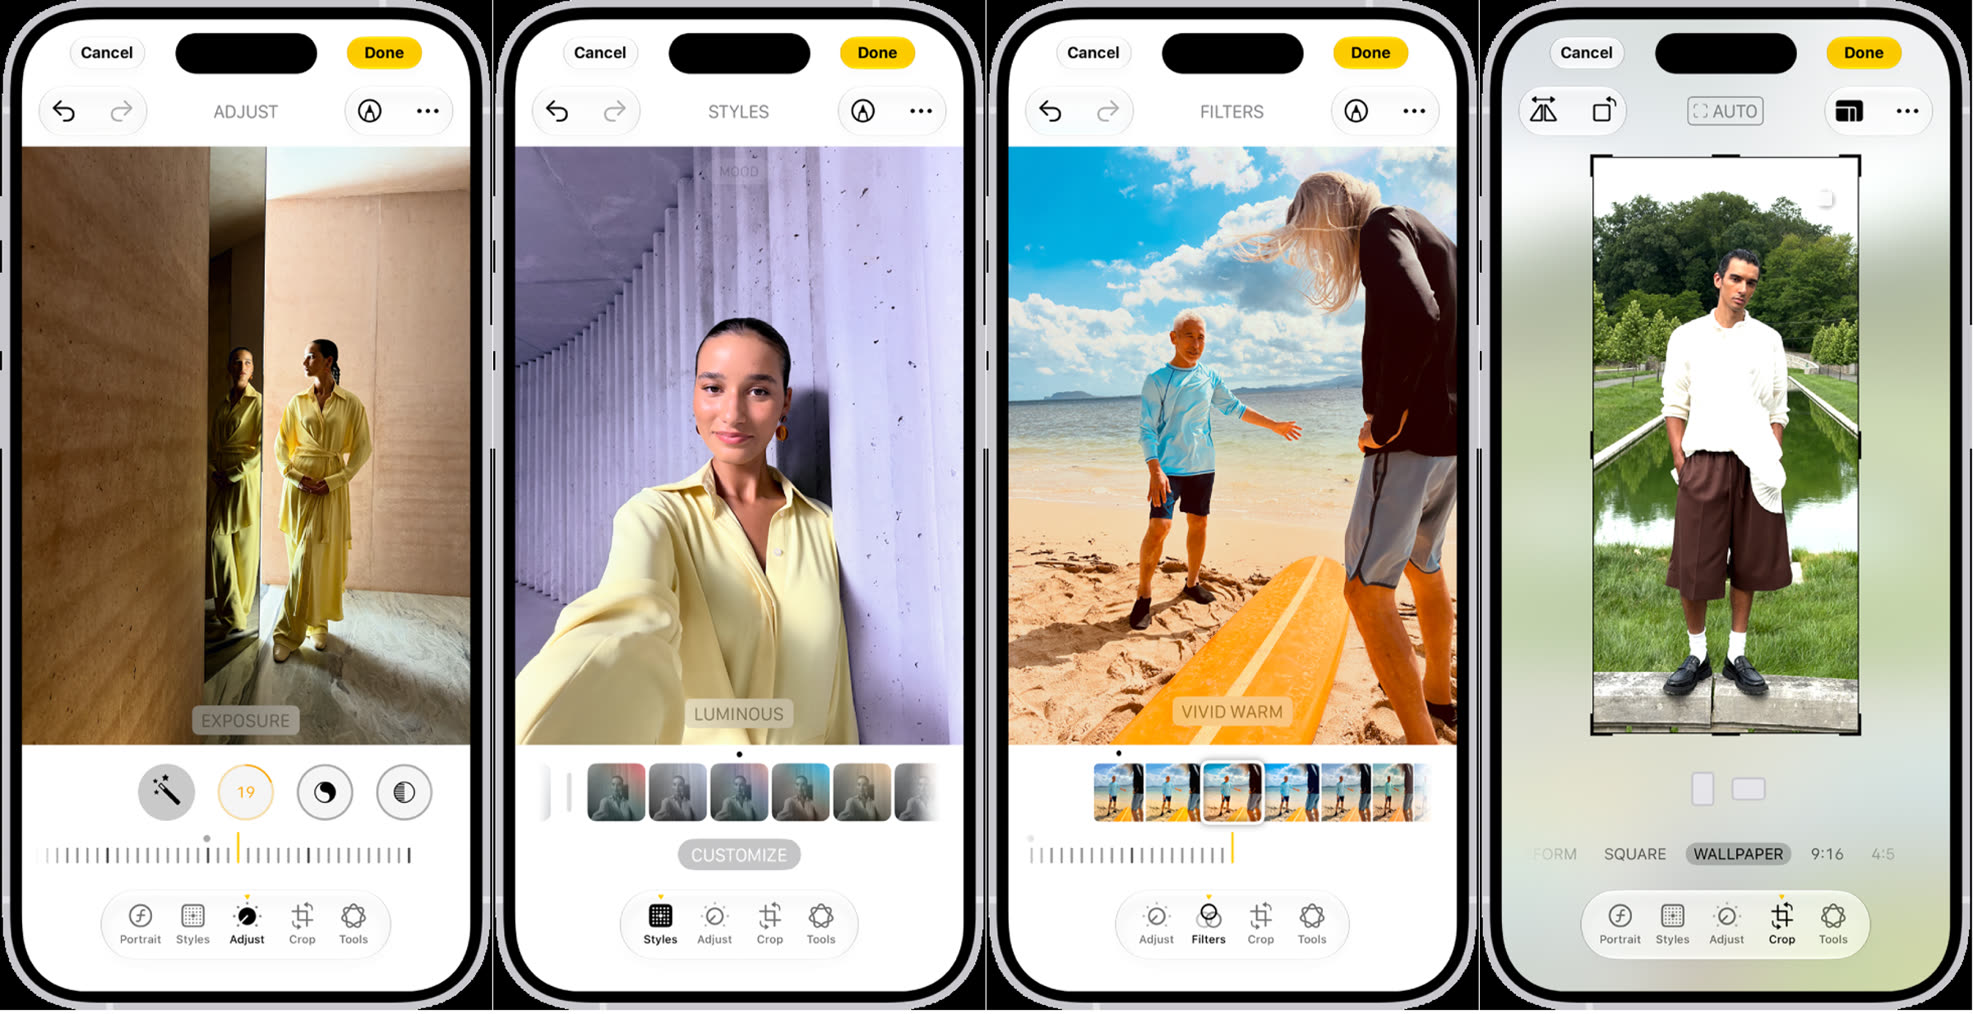 Cancel
Done
ADJUST
EXPOSURE
19
Portrait
Styles
Adjust
Crop
Tools
Cancel
Done
STYLES
MOOD
LUMINOUS
CUSTOMIZE
Styles
Adjust
Crop
Tools
Cancel
Done
FILTERS
VIVID WARM
Adjust
Filters
Crop
Tools
Cancel
Done
AUTO
FORM SQUARE WALLPAPER 9:16 4:5
Portrait
Styles
Adjust
Crop
Tools